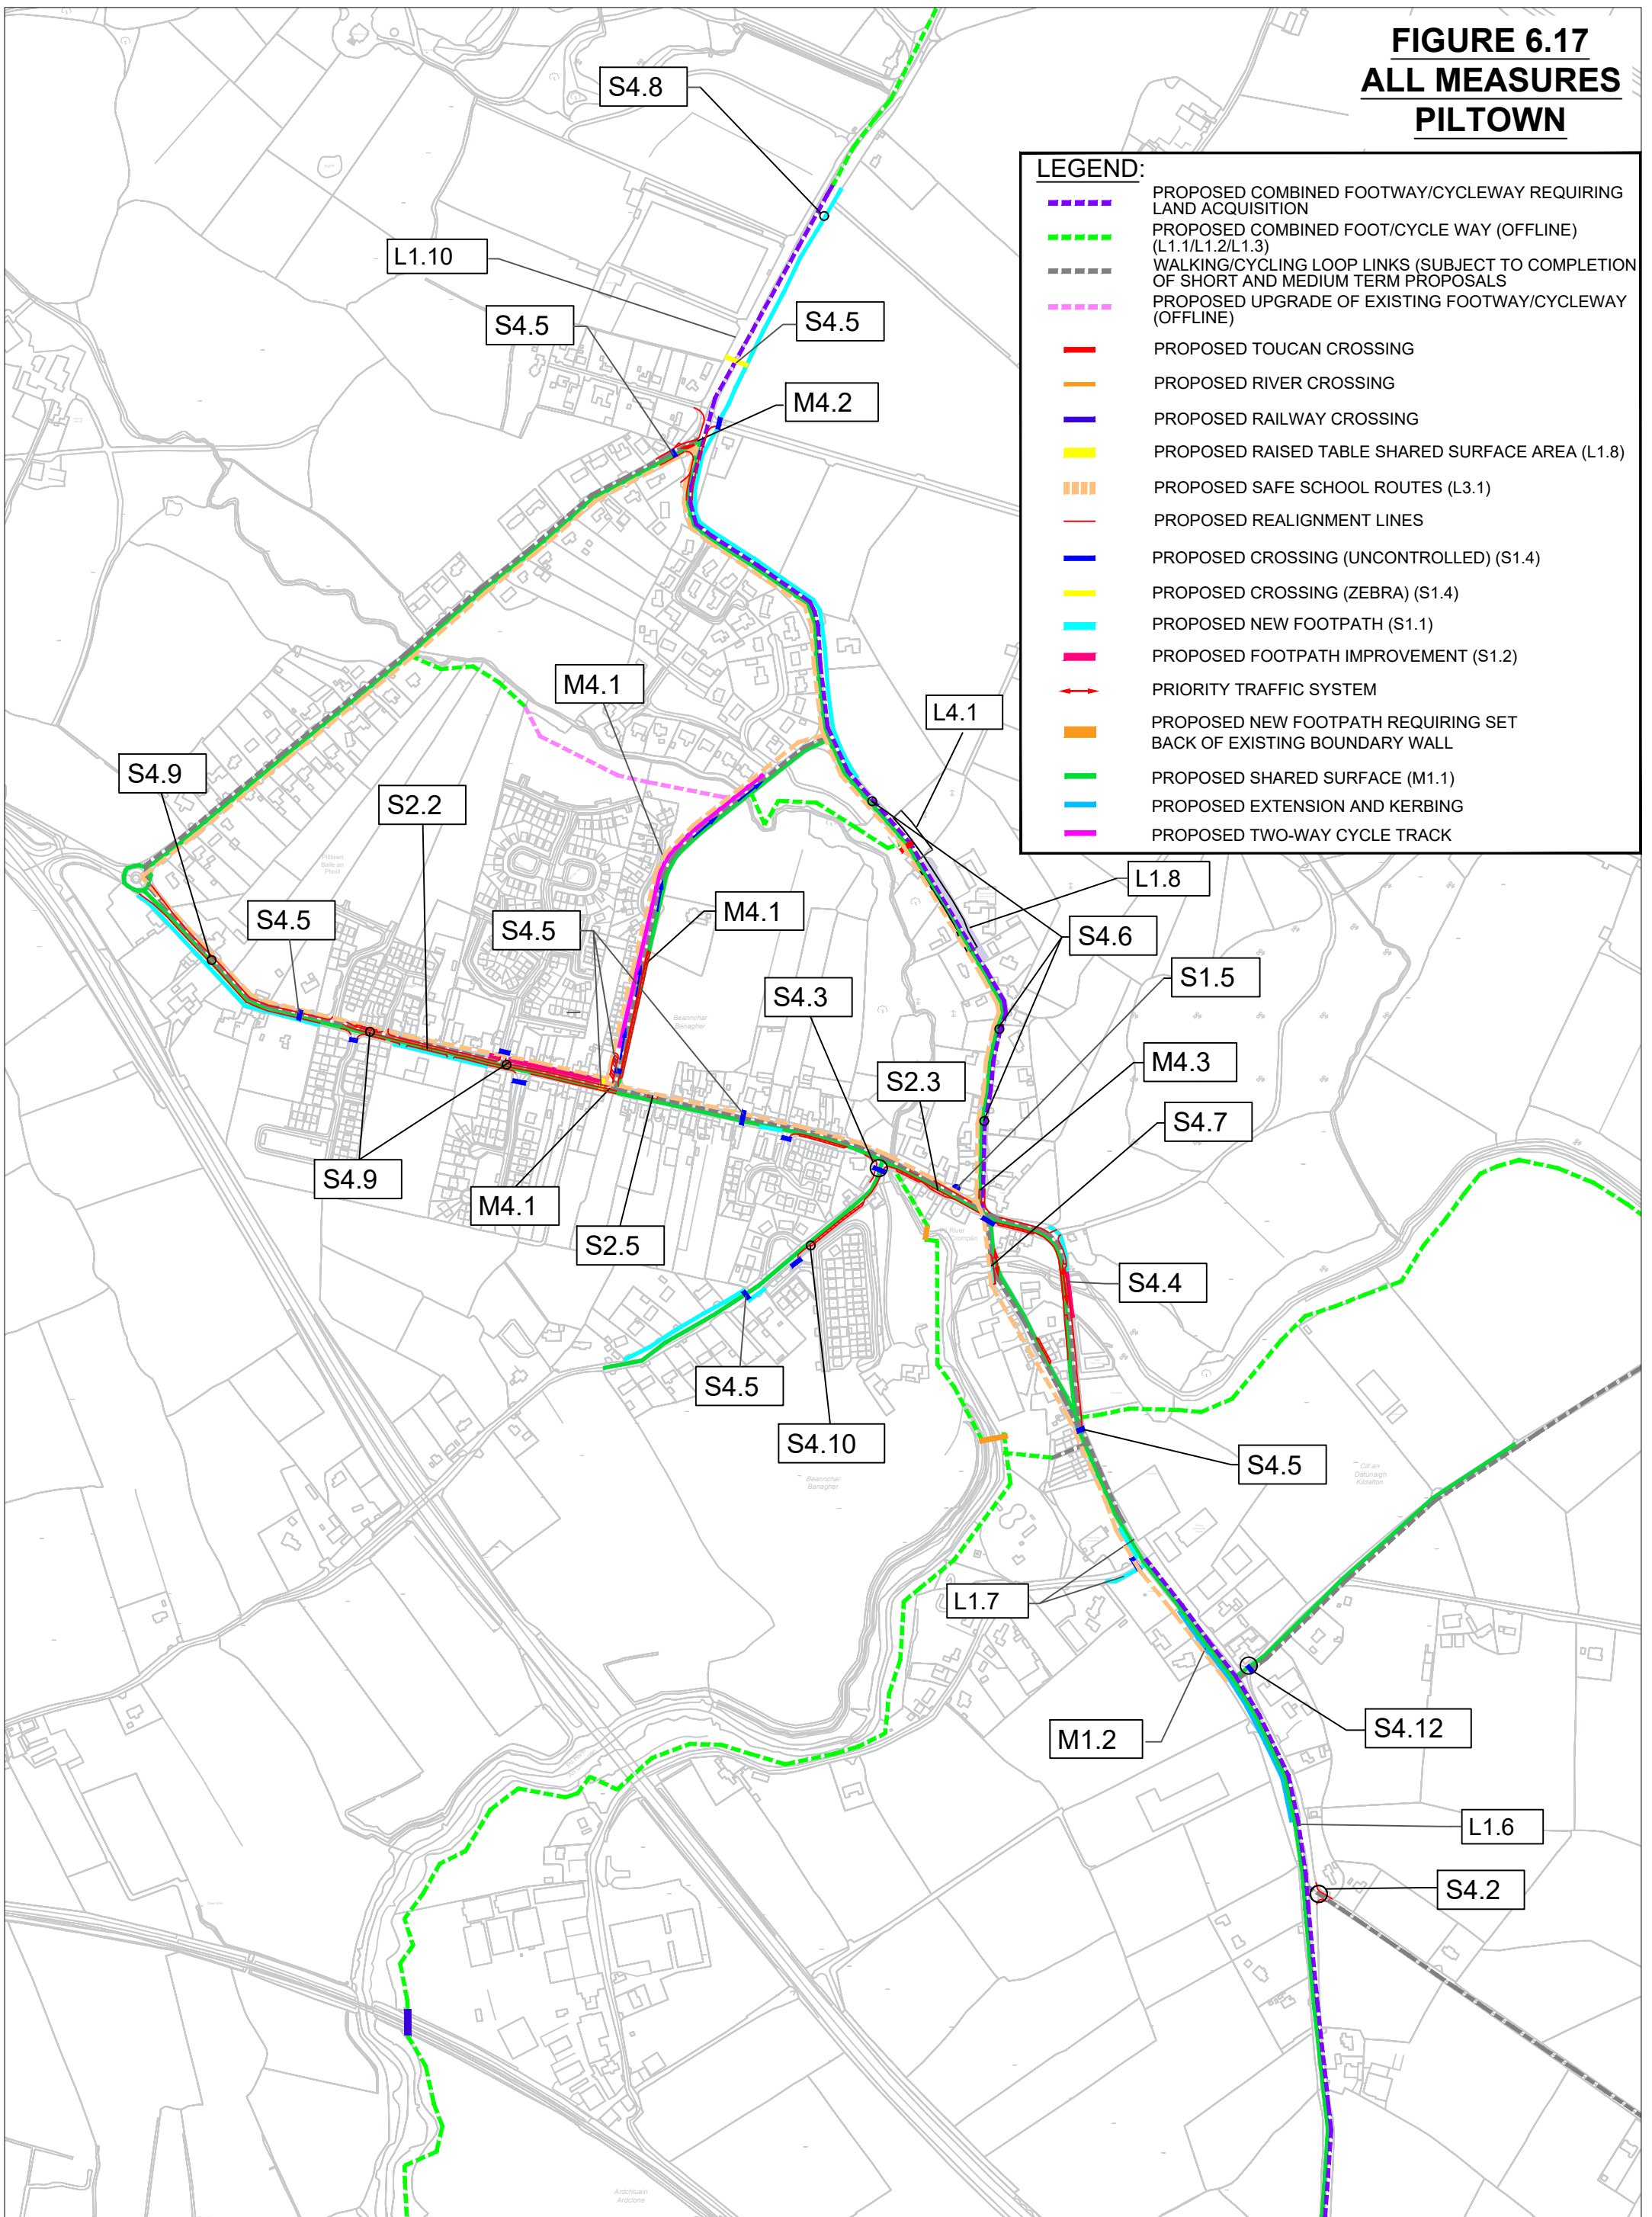 FIGURE 6.17
ALL MEASURES
PILTOWN
LEGEND:
PROPOSED COMBINED FOOTWAY/CYCLEWAY REQUIRING
LAND ACQUISITION
PROPOSED COMBINED FOOT/CYCLE WAY (OFFLINE)
(L1.1/L1.2/L1.3)
WALKING/CYCLING LOOP LINKS (SUBJECT TO COMPLETION
OF SHORT AND MEDIUM TERM PROPOSALS
PROPOSED UPGRADE OF EXISTING FOOTWAY/CYCLEWAY
(OFFLINE)
PROPOSED TOUCAN CROSSING
PROPOSED RIVER CROSSING
PROPOSED RAILWAY CROSSING
PROPOSED RAISED TABLE SHARED SURFACE AREA (L1.8)
PROPOSED SAFE SCHOOL ROUTES (L3.1)
PROPOSED REALIGNMENT LINES
PROPOSED CROSSING (UNCONTROLLED) (S1.4)
PROPOSED CROSSING (ZEBRA) (S1.4)
PROPOSED NEW FOOTPATH (S1.1)
PROPOSED FOOTPATH IMPROVEMENT (S1.2)
PRIORITY TRAFFIC SYSTEM
PROPOSED NEW FOOTPATH REQUIRING SET
BACK OF EXISTING BOUNDARY WALL
PROPOSED SHARED SURFACE (M1.1)
PROPOSED EXTENSION AND KERBING
PROPOSED TWO-WAY CYCLE TRACK
S4.8
L1.10
S4.5
S4.5
M4.2
M4.1
L4.1
S4.9
S2.2
L1.8
S4.5
S4.5
M4.1
S4.6
S1.5
S4.3
Beannchar
Banagher
M4.3
S2.3
S4.7
S4.9
M4.1
S2.5
S4.4
S4.5
S4.10
S4.5
Beannchar
Banagher
Kildalton
L1.7
M1.2
S4.12
L1.6
S4.2
Ardchluain
Ardclone